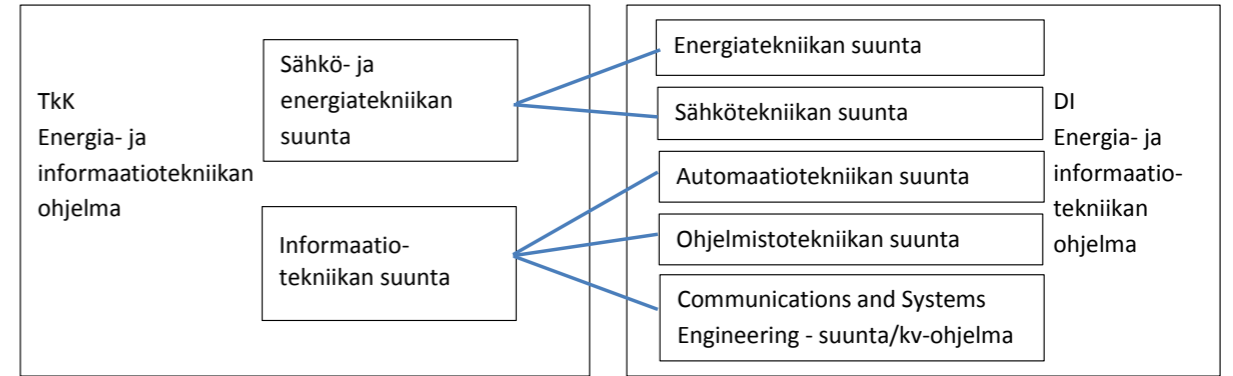 TkK
Energia- ja
informaatiotekniikan
ohjelma
Sähkö- ja
energiatekniikan
suunta
Informaatio-
tekniikan suunta
Energiatekniikan suunta
Sähkötekniikan suunta
Automaatiotekniikan suunta
Ohjelmistotekniikan suunta
Communications and Systems
Engineering - suunta/kv-ohjelma
DI
Energia- ja
informaatio-
tekniikan
ohjelma